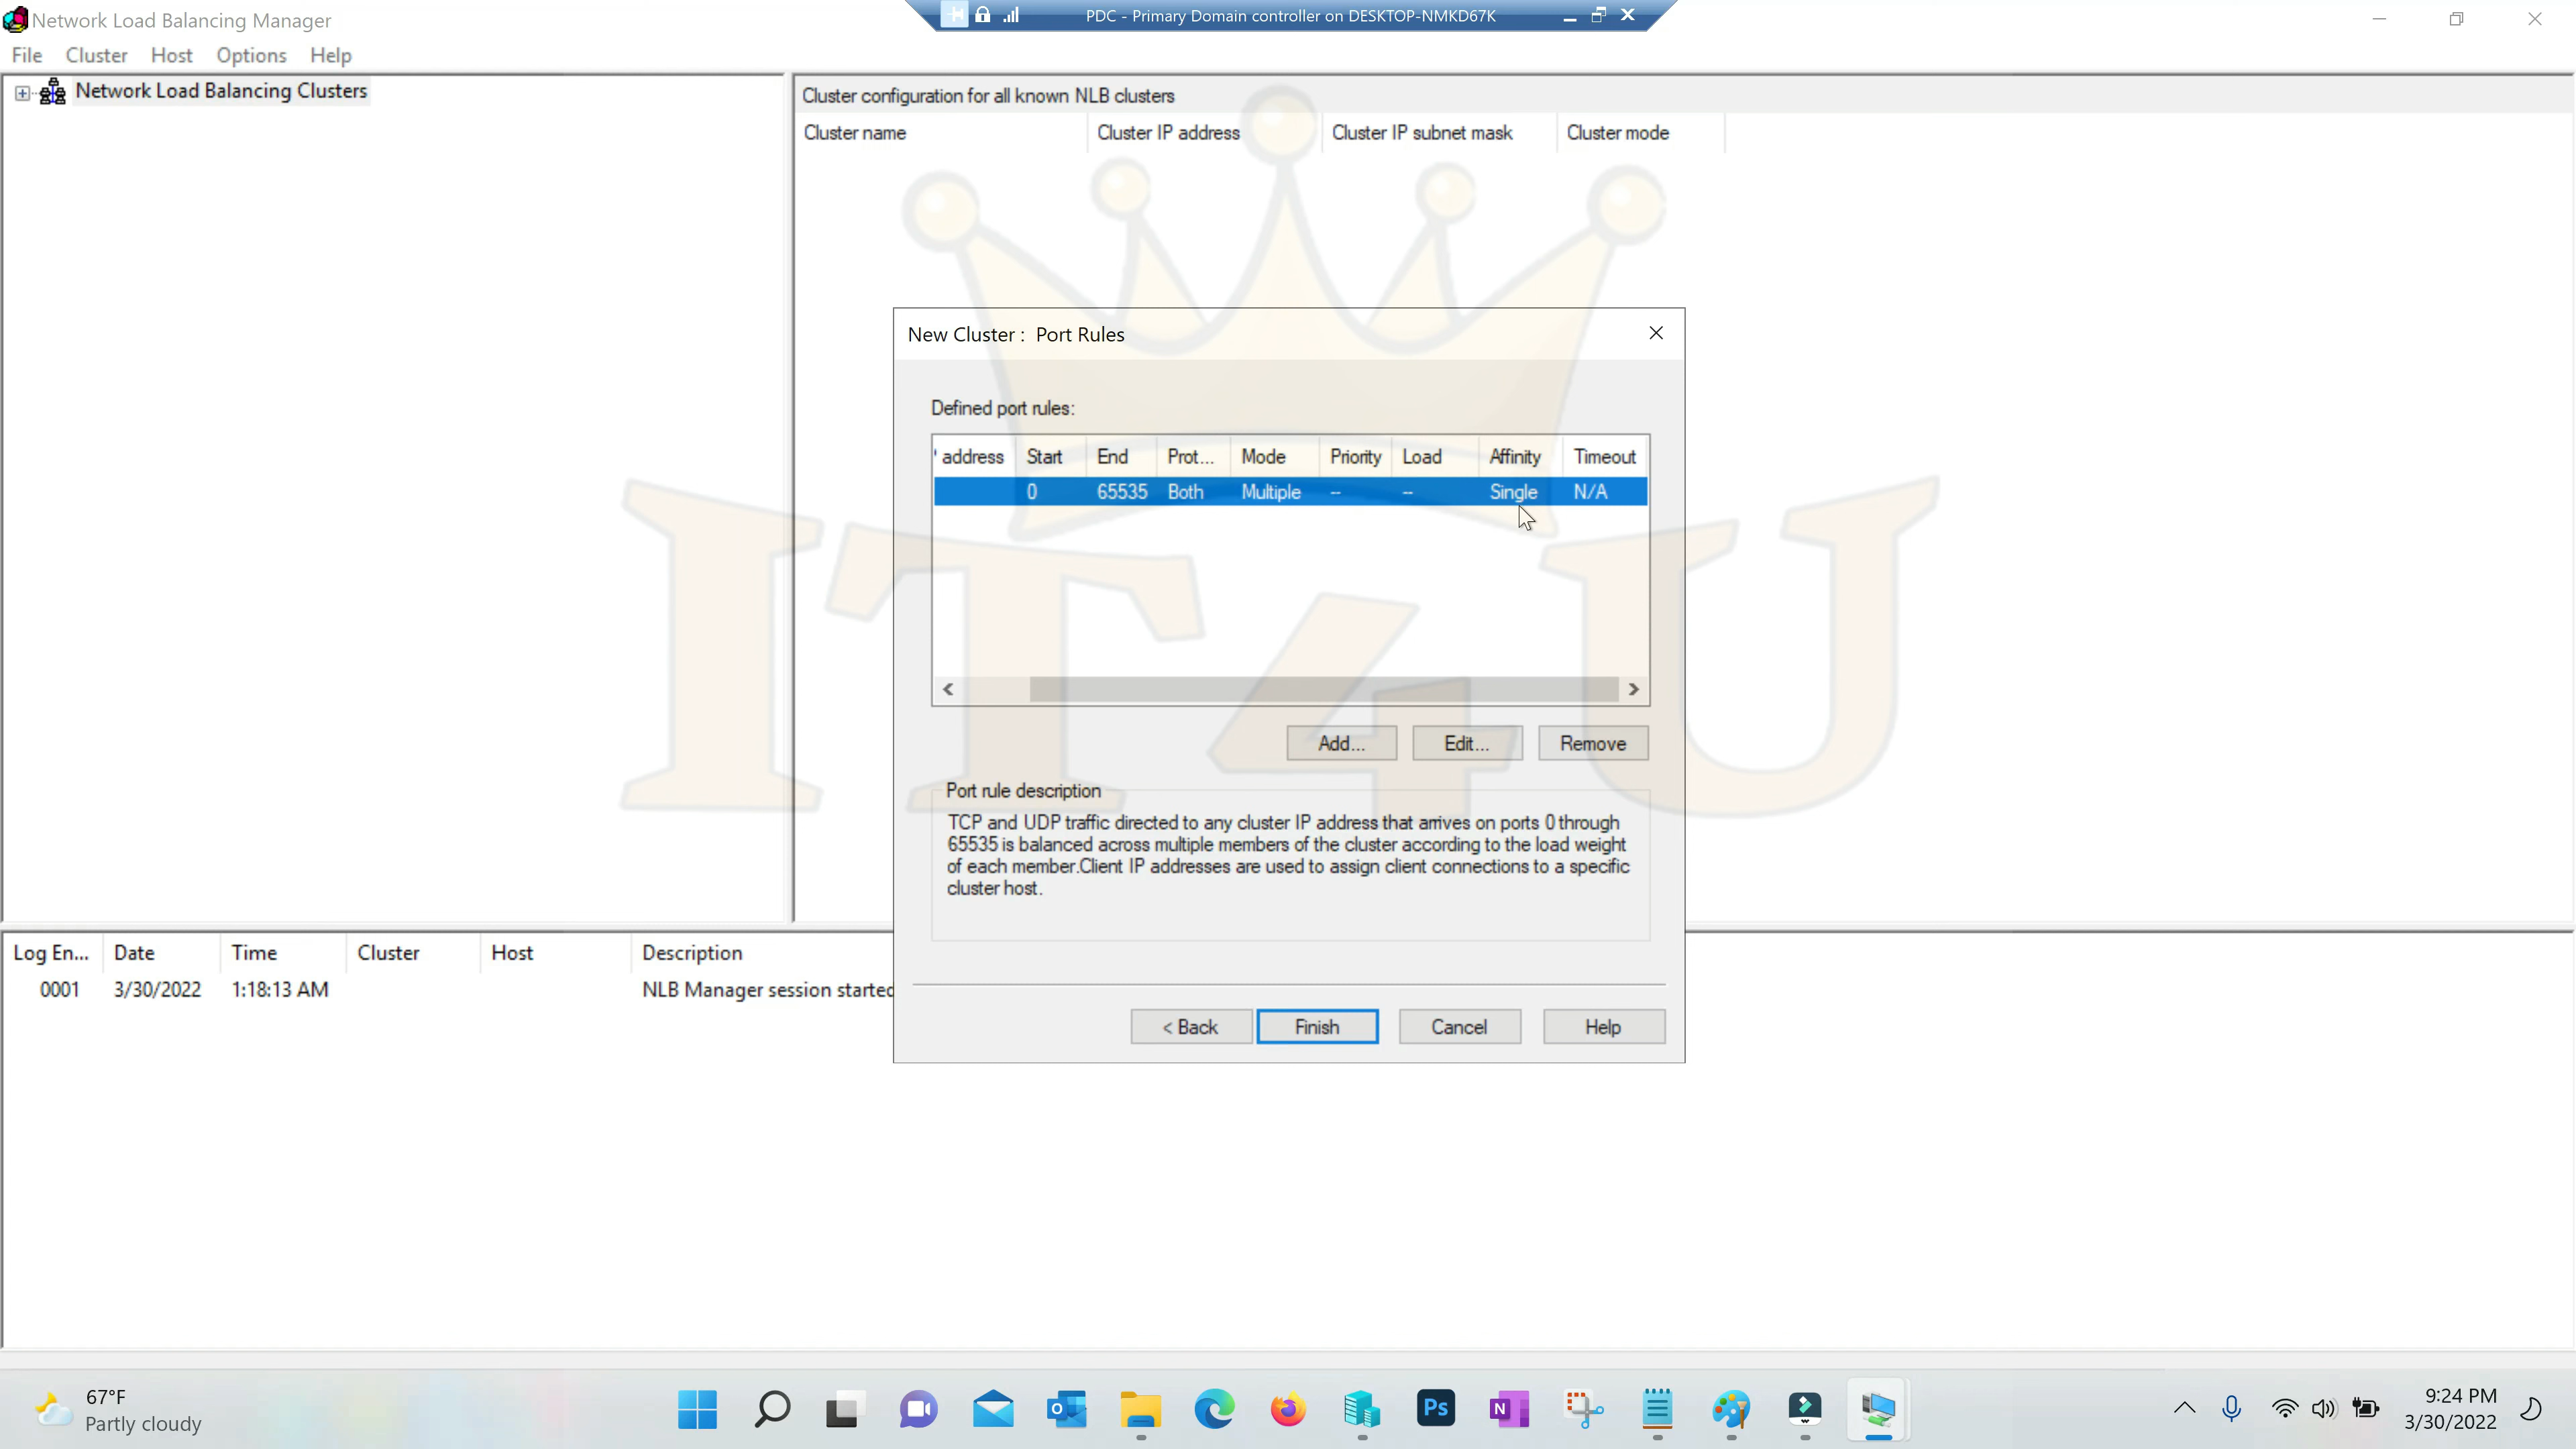 Network Load Balancing Manager
PDC - Primary Domain controller on DESKTOP-NMKD67K
File Cluster Host Options Help
Network Load Balancing Clusters
Cluster configuration for all known NLB clusters
Cluster name Cluster IP address Cluster IP subnet mask Cluster mode
New Cluster : Port Rules
Defined port rules:
' address Start End Prot... Mode Priority Load Affinity Timeout
0 65535 Both Multiple -- -- Single N/A
IT4U
Add... Edit... Remove
Port rule description
TCP and UDP traffic directed to any cluster IP address that arrives on ports 0 through
65535 is balanced across multiple members of the cluster according to the load weight
of each member.Client IP addresses are used to assign client connections to a specific
cluster host.
< Back Finish Cancel Help
Log En... Date Time Cluster Host Description
0001 3/30/2022 1:18:13 AM NLB Manager session started
67°F
Partly cloudy
Ps
N
O
9:24 PM
3/30/2022